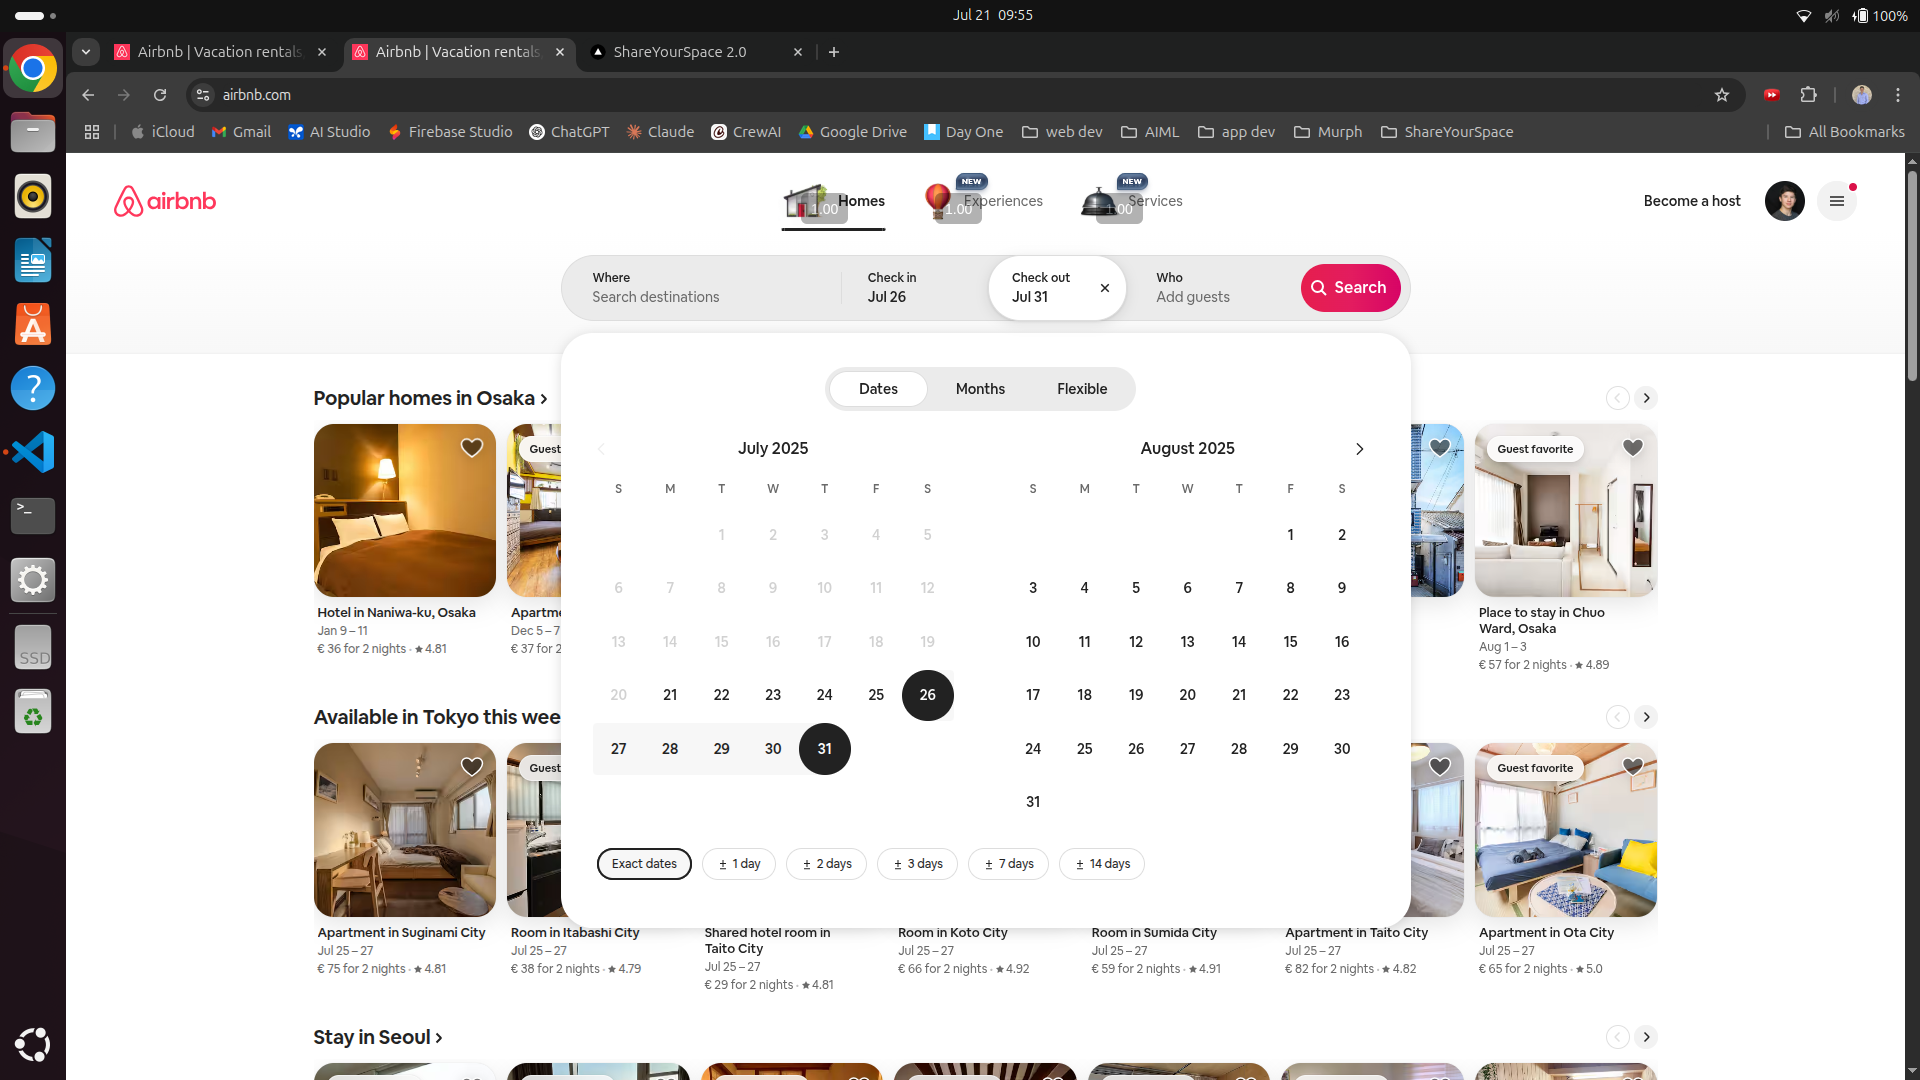 Jul 21 09:55
100%
Airbnb | Vacation rentals,
Airbnb | Vacation rentals,
ShareYourSpace 2.0
airbnb.com
iCloud
Gmail
AI Studio
Firebase Studio
ChatGPT
Claude
CrewAI
Google Drive
Day One
web dev
AIML
app dev
Murph
ShareYourSpace
All Bookmarks
airbnb
Homes
1.00
NEW
Experiences
1.00
NEW
Services
1.00
Become a host
Where
Search destinations
Check in
Jul 26
Check out
Jul 31
Who
Add guests
Search
Dates
Months
Flexible
Popular homes in Osaka
July 2025
August 2025
S M T W T F S
S M T W T F S
1 2 3 4 5
1 2
6 7 8 9 10 11 12
3 4 5 6 7 8 9
13 14 15 16 17 18 19
10 11 12 13 14 15 16
20 21 22 23 24 25 26
17 18 19 20 21 22 23
27 28 29 30 31
24 25 26 27 28 29 30
31
Exact dates
± 1 day
± 2 days
± 3 days
± 7 days
± 14 days
Guest
Guest favorite
Hotel in Naniwa-ku, Osaka
Jan 9 – 11
€ 36 for 2 nights · ★ 4.81
Apartme
Dec 5 – 7
€ 37 for 2
Place to stay in Chuo
Ward, Osaka
Aug 1 – 3
€ 57 for 2 nights · ★ 4.89
Available in Tokyo this wee
Guest
Guest favorite
Apartment in Suginami City
Jul 25 – 27
€ 75 for 2 nights · ★ 4.81
Room in Itabashi City
Jul 25 – 27
€ 38 for 2 nights · ★ 4.79
Shared hotel room in
Taito City
Jul 25 – 27
€ 29 for 2 nights · ★ 4.81
Room in Koto City
Jul 25 – 27
€ 66 for 2 nights · ★ 4.92
Room in Sumida City
Jul 25 – 27
€ 59 for 2 nights · ★ 4.91
Apartment in Taito City
Jul 25 – 27
€ 82 for 2 nights · ★ 4.82
Apartment in Ota City
Jul 25 – 27
€ 65 for 2 nights · ★ 5.0
Stay in Seoul
SSD